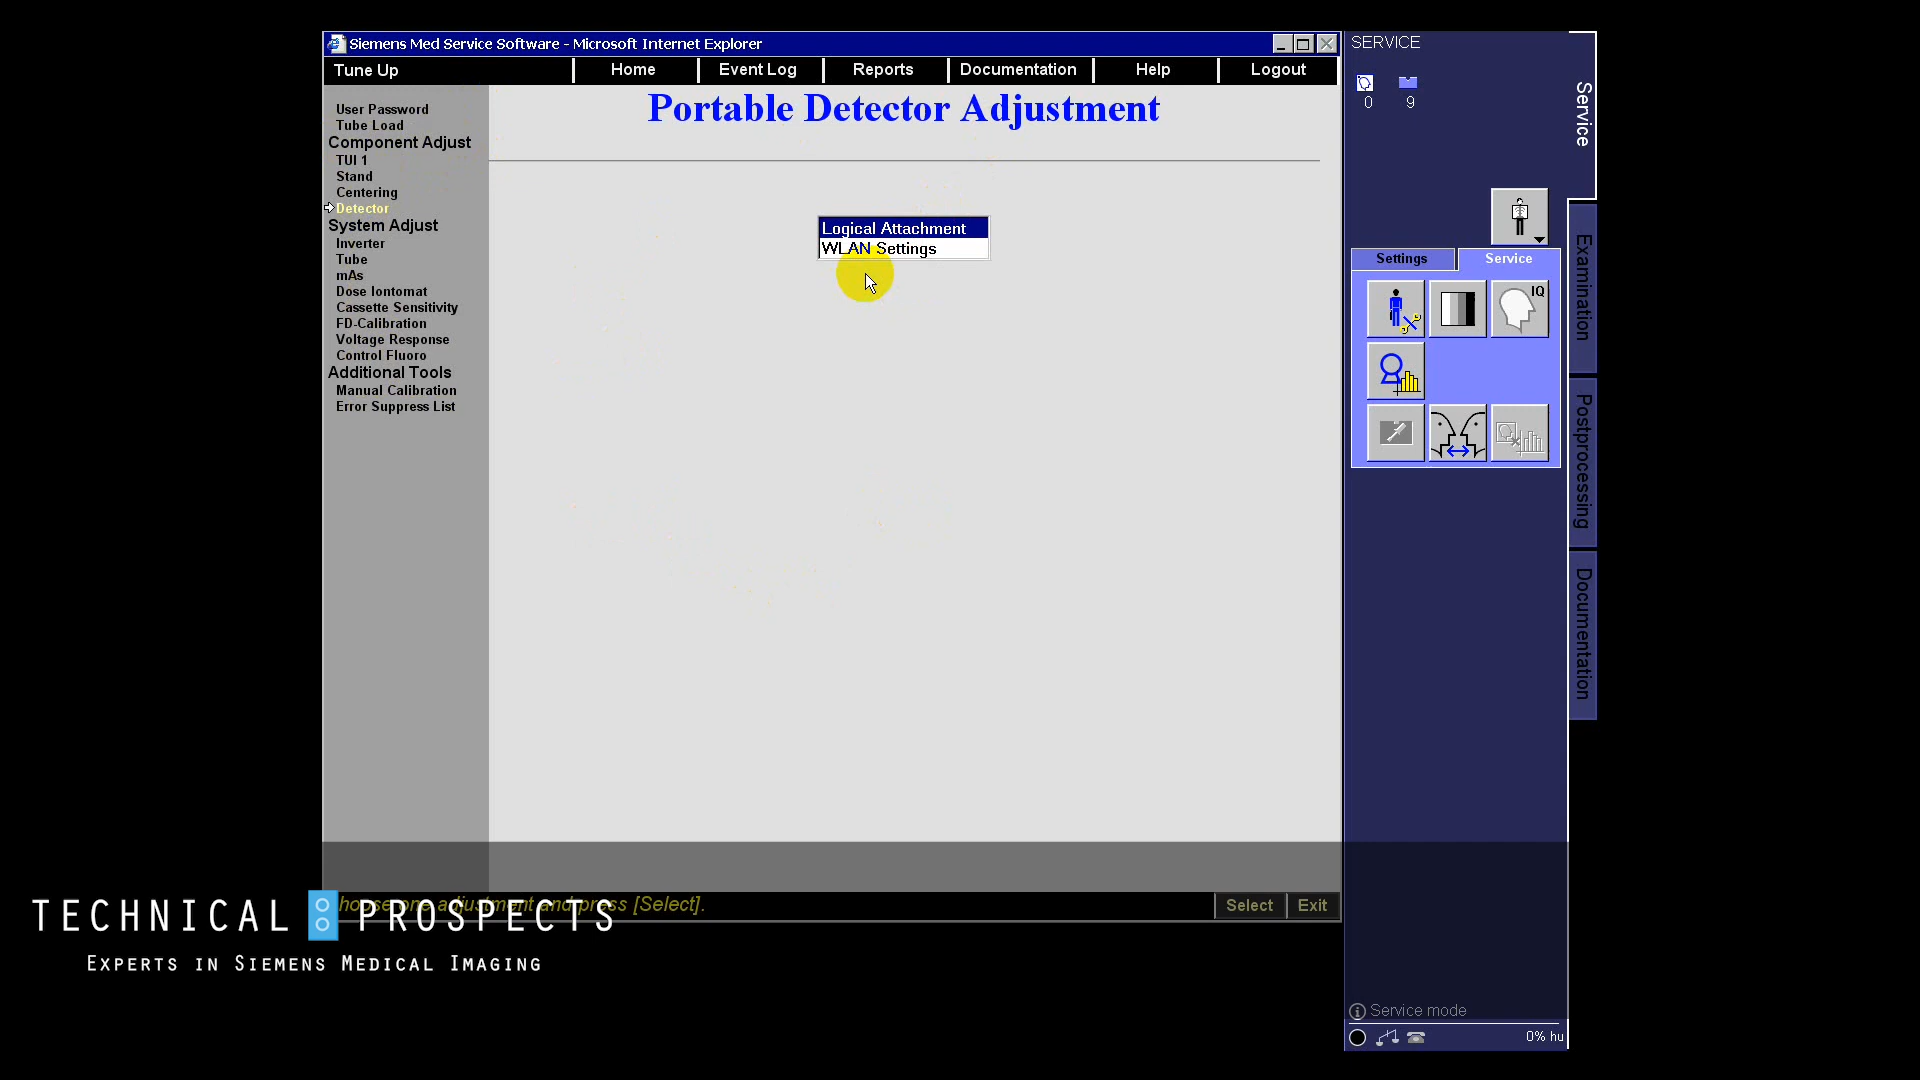 Siemens Med Service Software - Microsoft Internet Explorer
Tune Up
Home
Event Log
Reports
Documentation
Help
Logout
User Password
Tube Load
Component Adjust
TUI 1
Stand
Centering
Detector
System Adjust
Inverter
Tube
mAs
Dose Iontomat
Cassette Sensitivity
FD-Calibration
Voltage Response
Control Fluoro
Additional Tools
Manual Calibration
Error Suppress List
Portable Detector Adjustment
Logical Attachment
WLAN Settings
hoose one adjustment and press [Select].
Select
Exit
SERVICE
0
9
Settings
Service
IQ
Service mode
0% hu
Service
Examination
Postprocessing
Documentation
TECHNICAL PROSPECTS
EXPERTS IN SIEMENS MEDICAL IMAGING